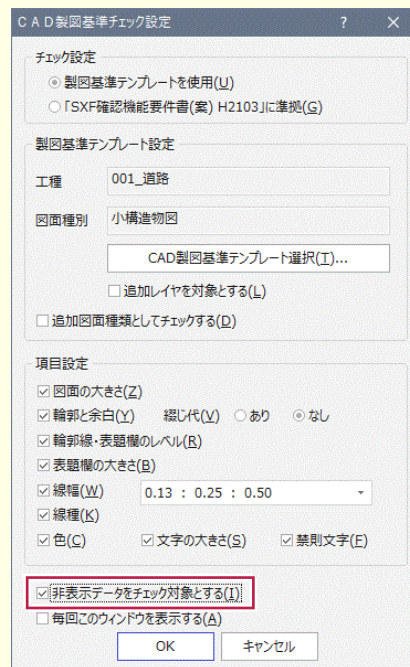 CAD製図基準チェック設定 ?
チェック設定
製図基準テンプレートを使用(U)
「SXF確認機能要件書(案) H2103」に準拠(G)
製図基準テンプレート設定
工種 001_道路
図面種別 小構造物図
CAD製図基準テンプレート選択(T)...
追加レイヤを対象とする(L)
追加図面種類としてチェックする(D)
項目設定
図面の大きさ(Z)
輪郭と余白(Y) 綴じ代(V) あり なし
輪郭線・表題欄のレベル(R)
表題欄の大きさ(B)
線幅(W) 0.13 : 0.25 : 0.50
線種(K)
色(C) 文字の大きさ(S) 禁則文字(F)
非表示データをチェック対象とする(I)
毎回このウィンドウを表示する(A)
OK キャンセル